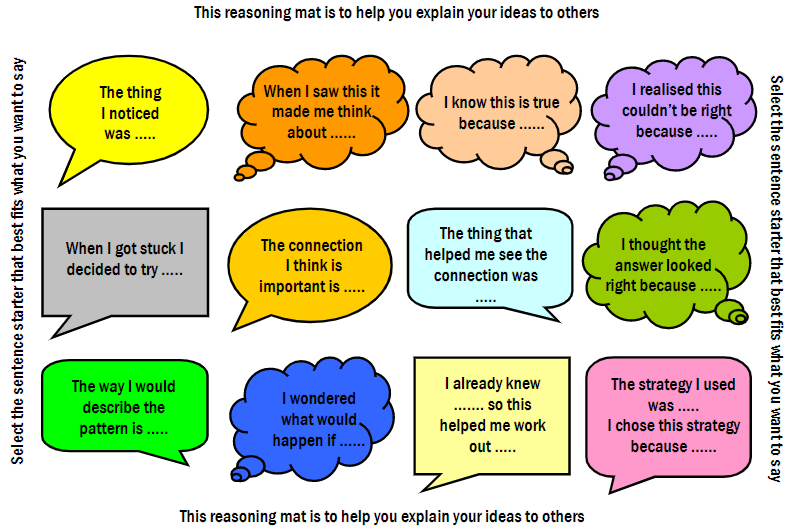 This reasoning mat is to help you explain your ideas to others
Select the sentence starter that best fits what you want to say
The thing
I noticed
was .....
When I saw this it
made me think
about ......
I know this is true
because ......
I realised this
couldn't be right
because .....
Select the sentence starter that best fits what you want to say
When I got stuck I
decided to try .....
The connection
I think is
important is .....
The thing that
helped me see the
connection was
.....
I thought the
answer looked
right because .....
The way I would
describe the
pattern is .....
I wondered
what would
happen if ......
I already knew
....... so this
helped me work
out .....
The strategy I used
was .....
I chose this strategy
because ......
This reasoning mat is to help you explain your ideas to others